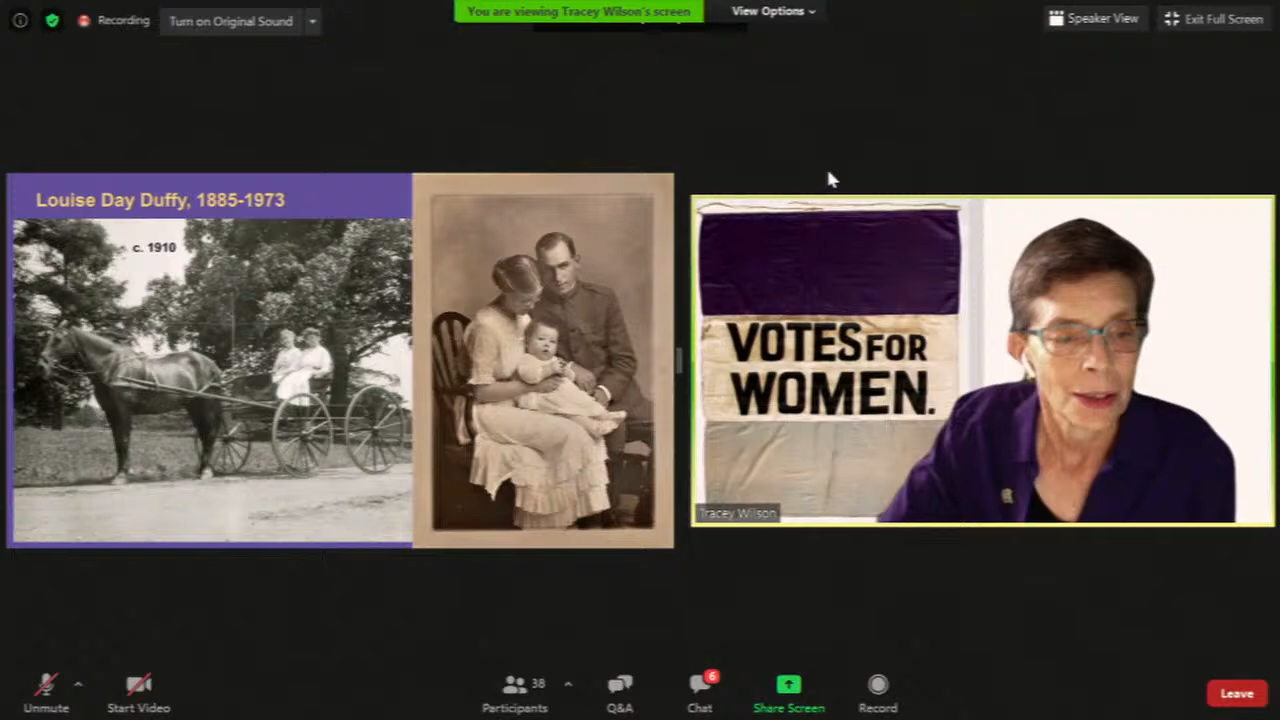 Recording
Turn on Original Sound
You are viewing Tracey Wilson's screen
View Options
Speaker View
Exit Full Screen
Louise Day Duffy, 1885-1973
c. 1910
VOTES FOR
WOMEN.
Tracey Wilson
Unmute
Start Video
38
Participants
Q&A
6
Chat
Share Screen
Record
Leave